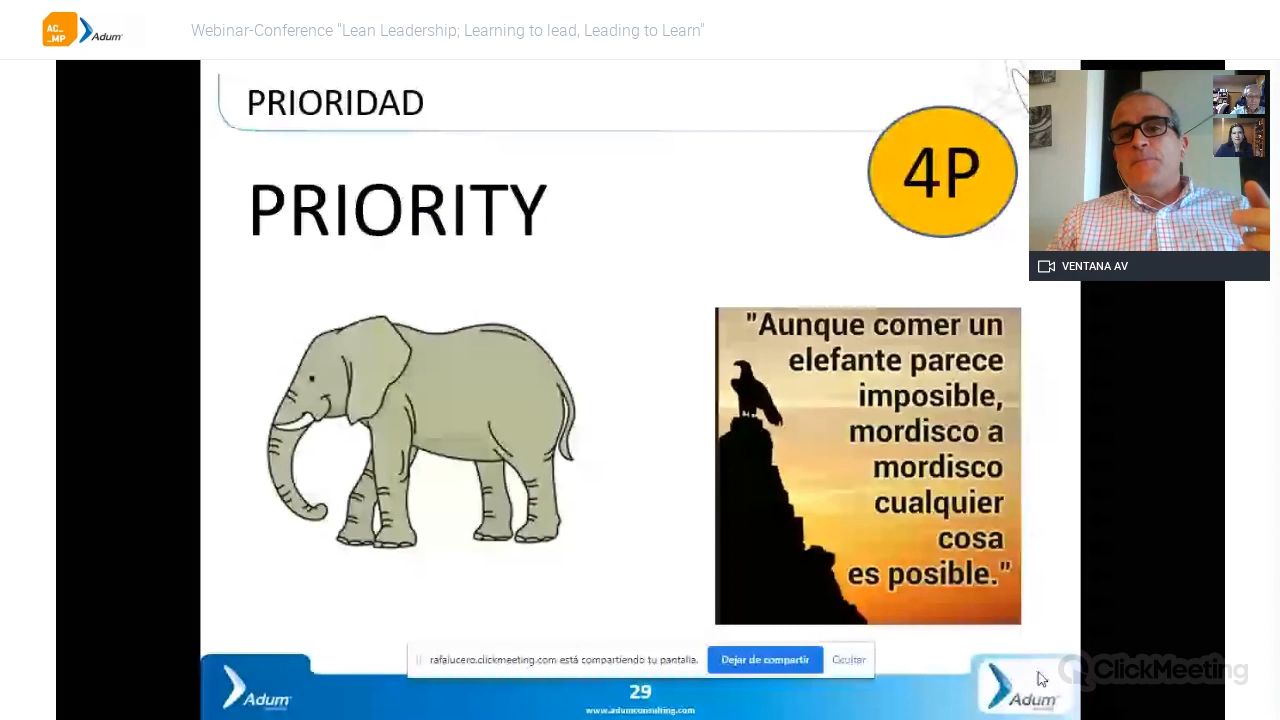 AC_
_MP
Adum
Webinar-Conference "Lean Leadership; Learning to lead, Leading to Learn"
PRIORIDAD
4P
PRIORITY
VENTANA AV
"Aunque comer un
elefante parece
imposible,
mordisco a
mordisco
cualquier
cosa
es posible."
rafalucero.clickmeeting.com está compartiendo tu pantalla.
Dejar de compartir
Ocultar
ClickMeeting
Adum
29
www.adumconsulting.com
Adum